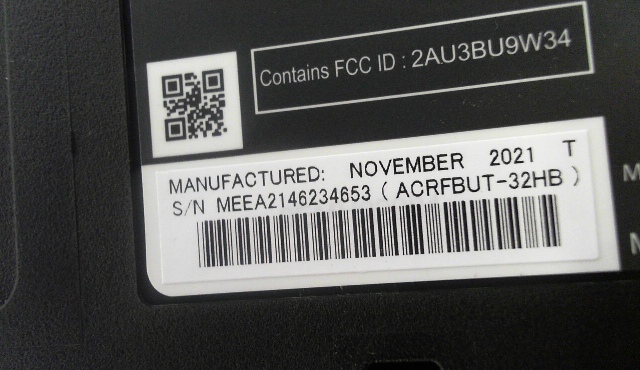 Contains FCC ID : 2AU3BU9W34
MANUFACTURED: NOVEMBER 2021 T
S/N MEEA2146234653 ( ACRFBUT-32HB )
M